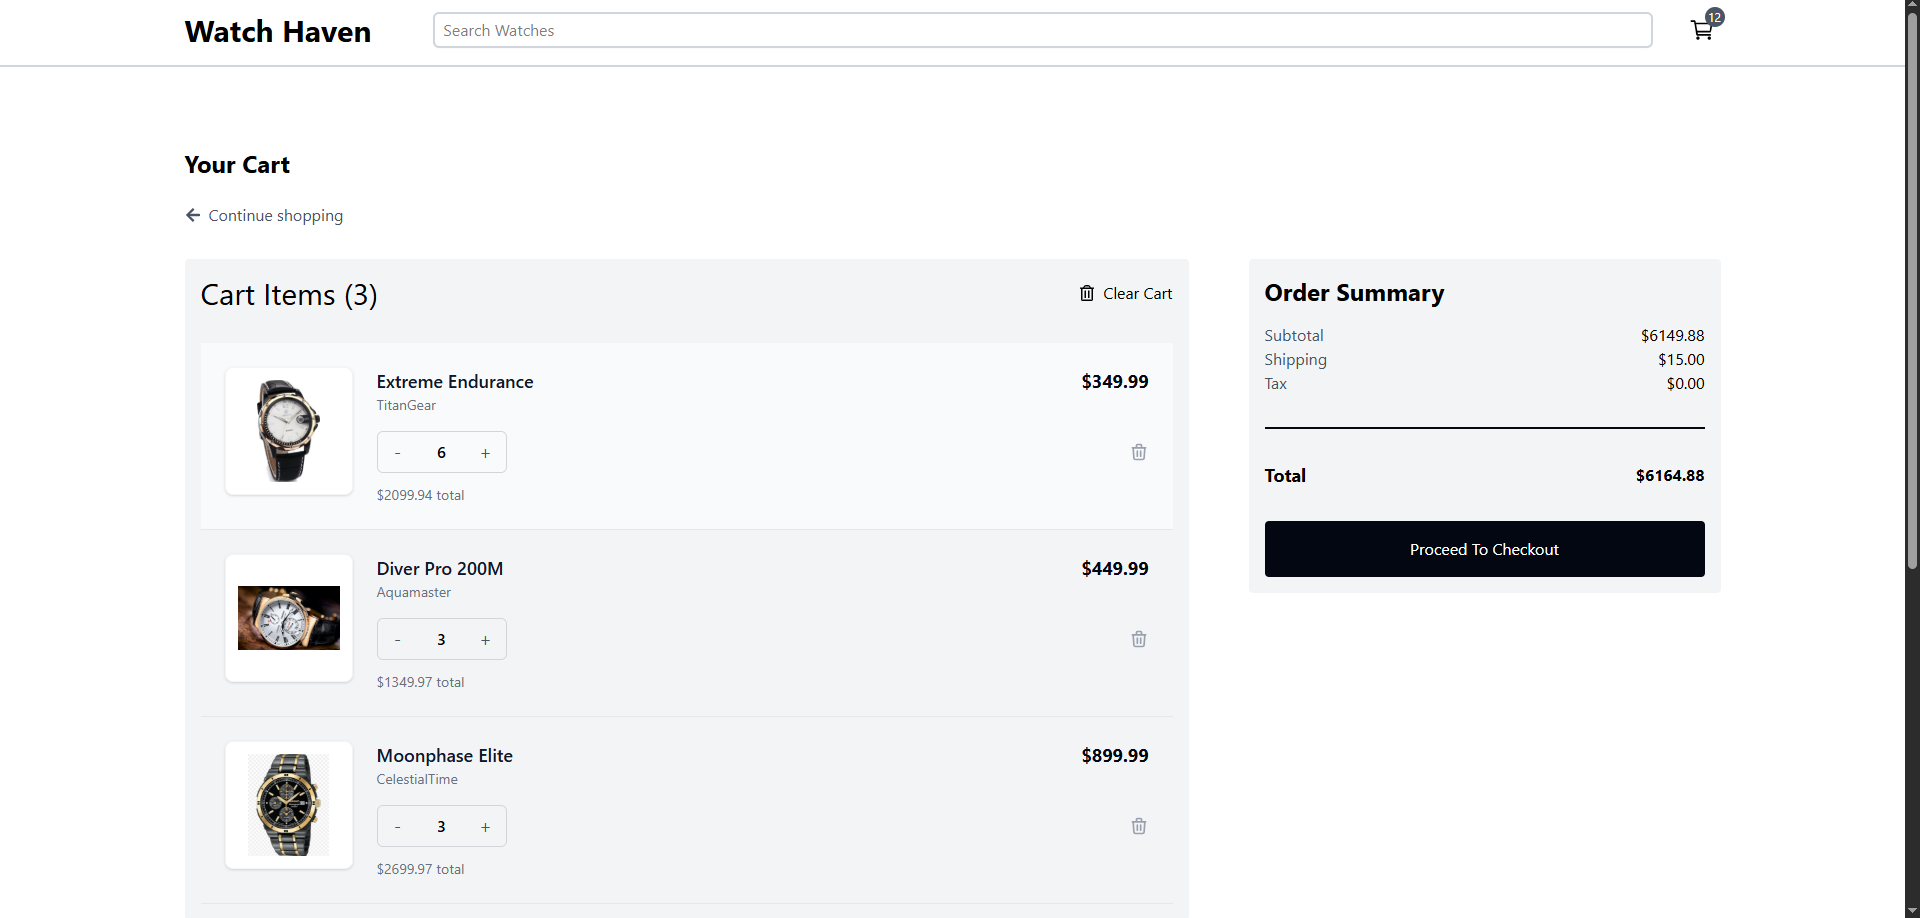 Watch Haven
Search Watches
12
Your Cart
Continue shopping
Cart Items (3)
Clear Cart
Extreme Endurance
$349.99
TitanGear
- 6 +
$2099.94 total
Diver Pro 200M
$449.99
Aquamaster
- 3 +
$1349.97 total
Moonphase Elite
$899.99
CelestialTime
- 3 +
$2699.97 total
Order Summary
Subtotal $6149.88
Shipping $15.00
Tax $0.00
Total $6164.88
Proceed To Checkout